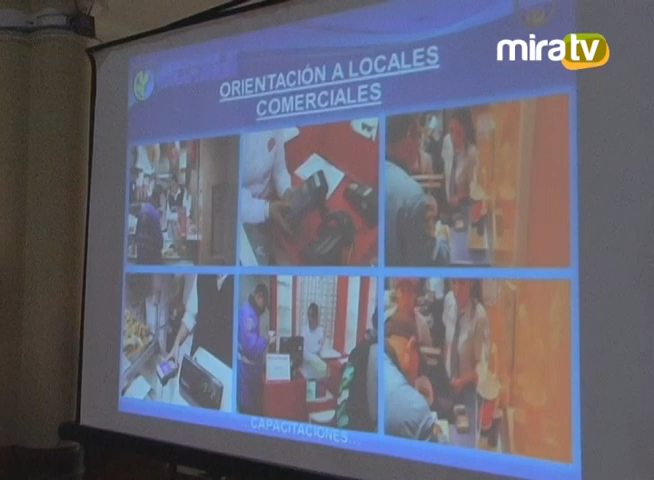 miratv
ORIENTACIÓN A LOCALES
COMERCIALES
...CAPACITACIONES...